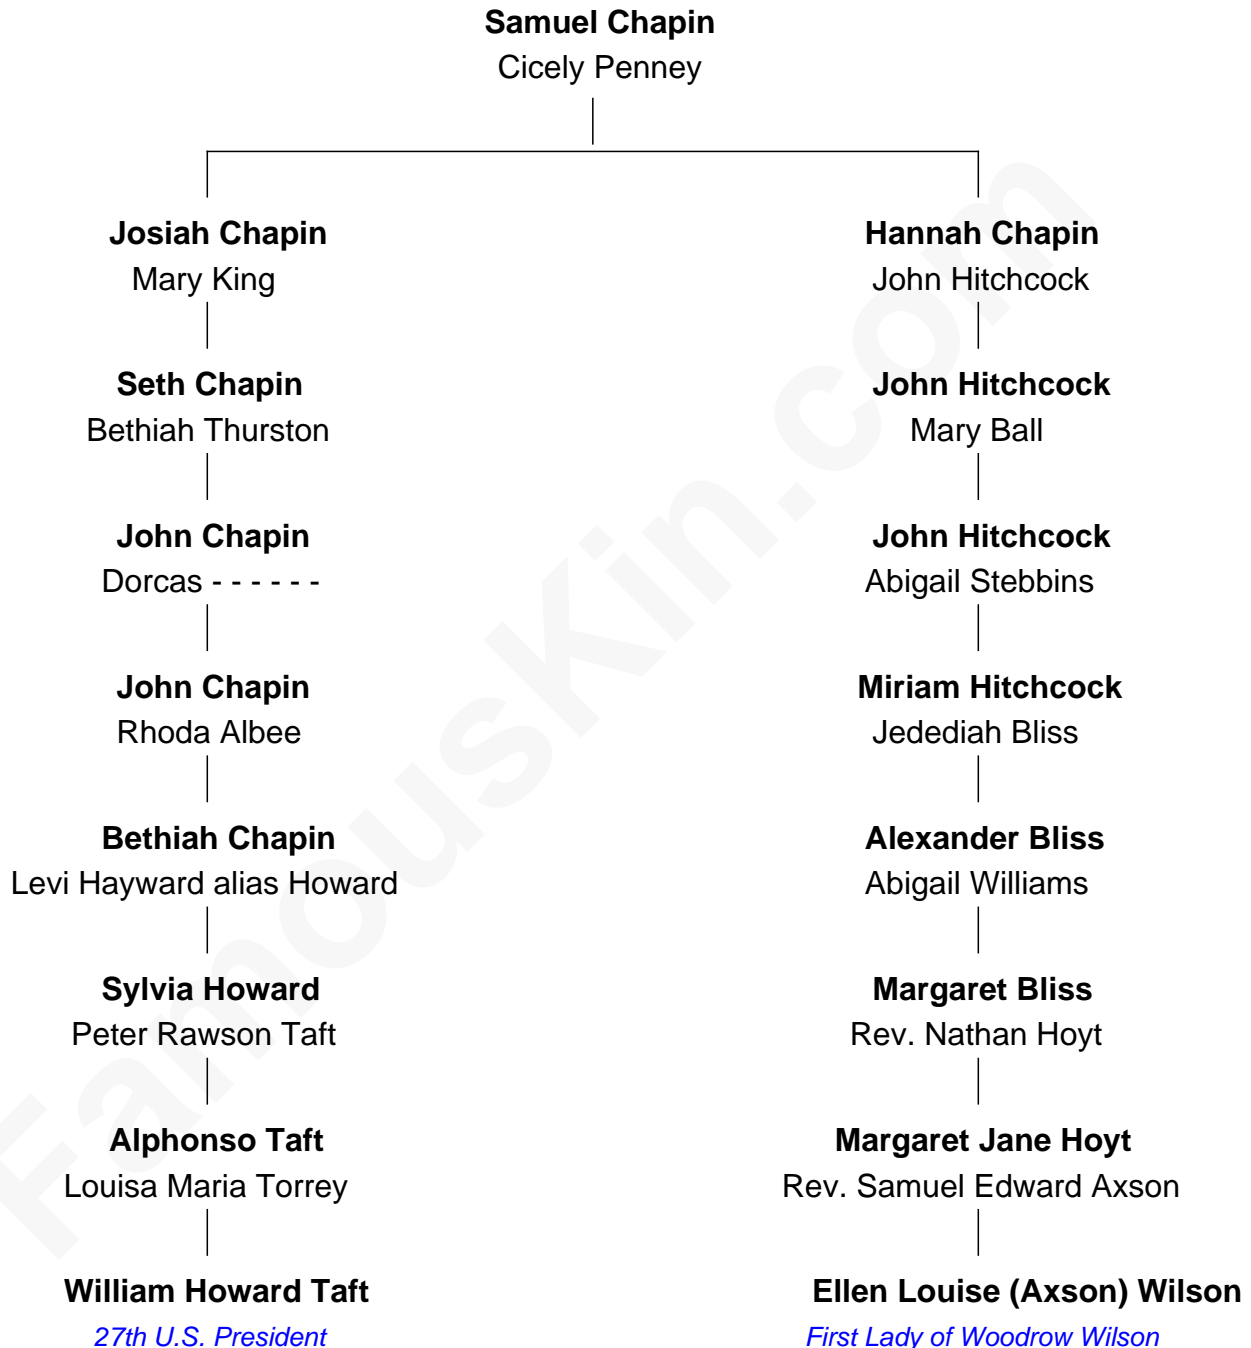 Samuel Chapin
Cicely Penney
Josiah Chapin
Mary King
Hannah Chapin
John Hitchcock
Seth Chapin
Bethiah Thurston
John Hitchcock
Mary Ball
John Chapin
Dorcas - - - - - -
John Hitchcock
Abigail Stebbins
John Chapin
Rhoda Albee
Miriam Hitchcock
Jedediah Bliss
Bethiah Chapin
Levi Hayward alias Howard
Alexander Bliss
Abigail Williams
Sylvia Howard
Peter Rawson Taft
Margaret Bliss
Rev. Nathan Hoyt
Alphonso Taft
Louisa Maria Torrey
Margaret Jane Hoyt
Rev. Samuel Edward Axson
William Howard Taft
27th U.S. President
Ellen Louise (Axson) Wilson
First Lady of Woodrow Wilson
FamousKin.com